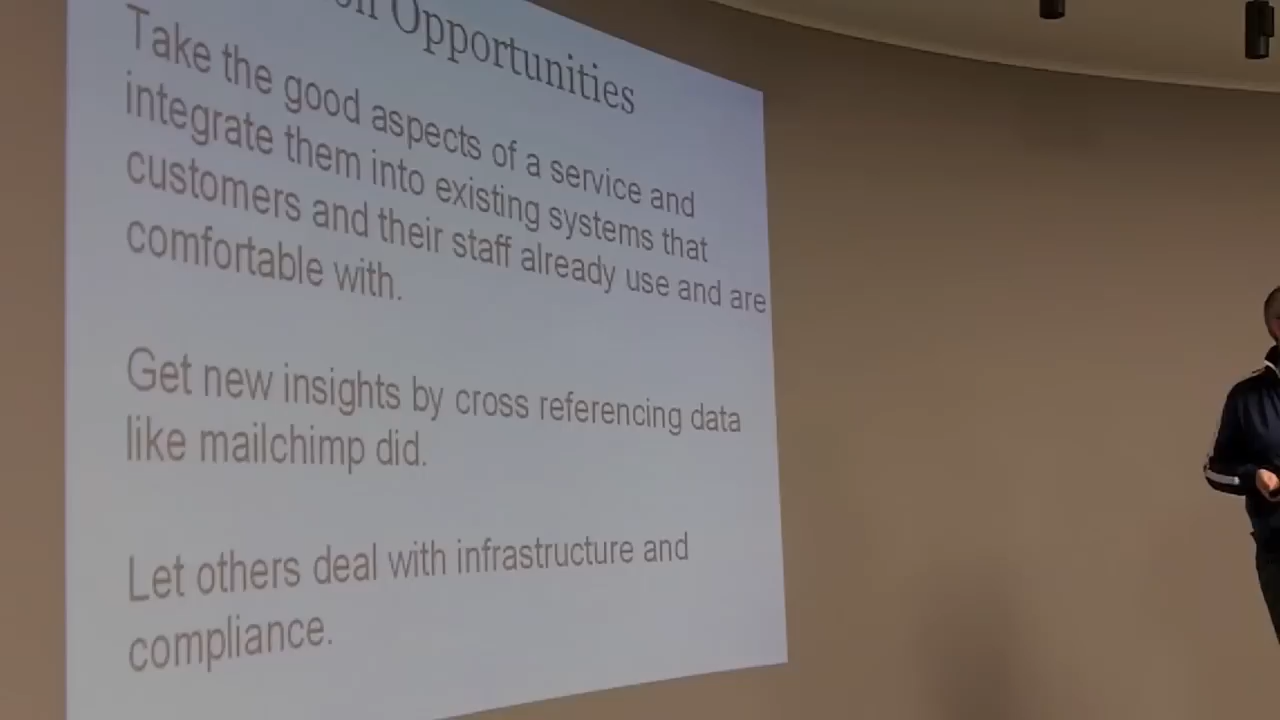 Opportunities
Take the good aspects of a service and
integrate them into existing systems that
customers and their staff already use and are
comfortable with.
Get new insights by cross referencing data
like mailchimp did.
Let others deal with infrastructure and
compliance.